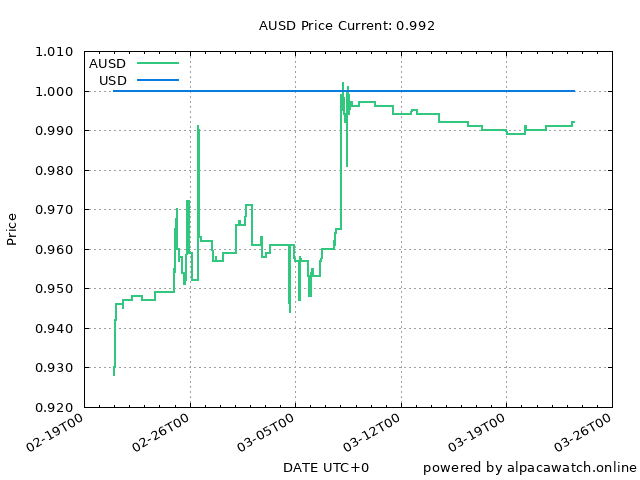 AUSD Price Current: 0.992
1.010
1.000
0.990
0.980
0.970
0.960
0.950
0.940
0.930
0.920
AUSD
USD
Price
02-19T00
02-26T00
03-05T00
03-12T00
03-19T00
03-26T00
DATE UTC+0
powered by alpacawatch.online